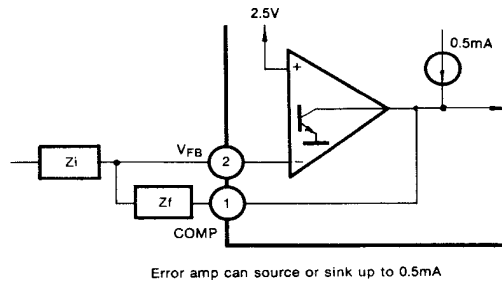 2.5V
0.5mA
+
Zi
VFB
2
−
Zf
1
COMP
Error amp can source or sink up to 0.5mA